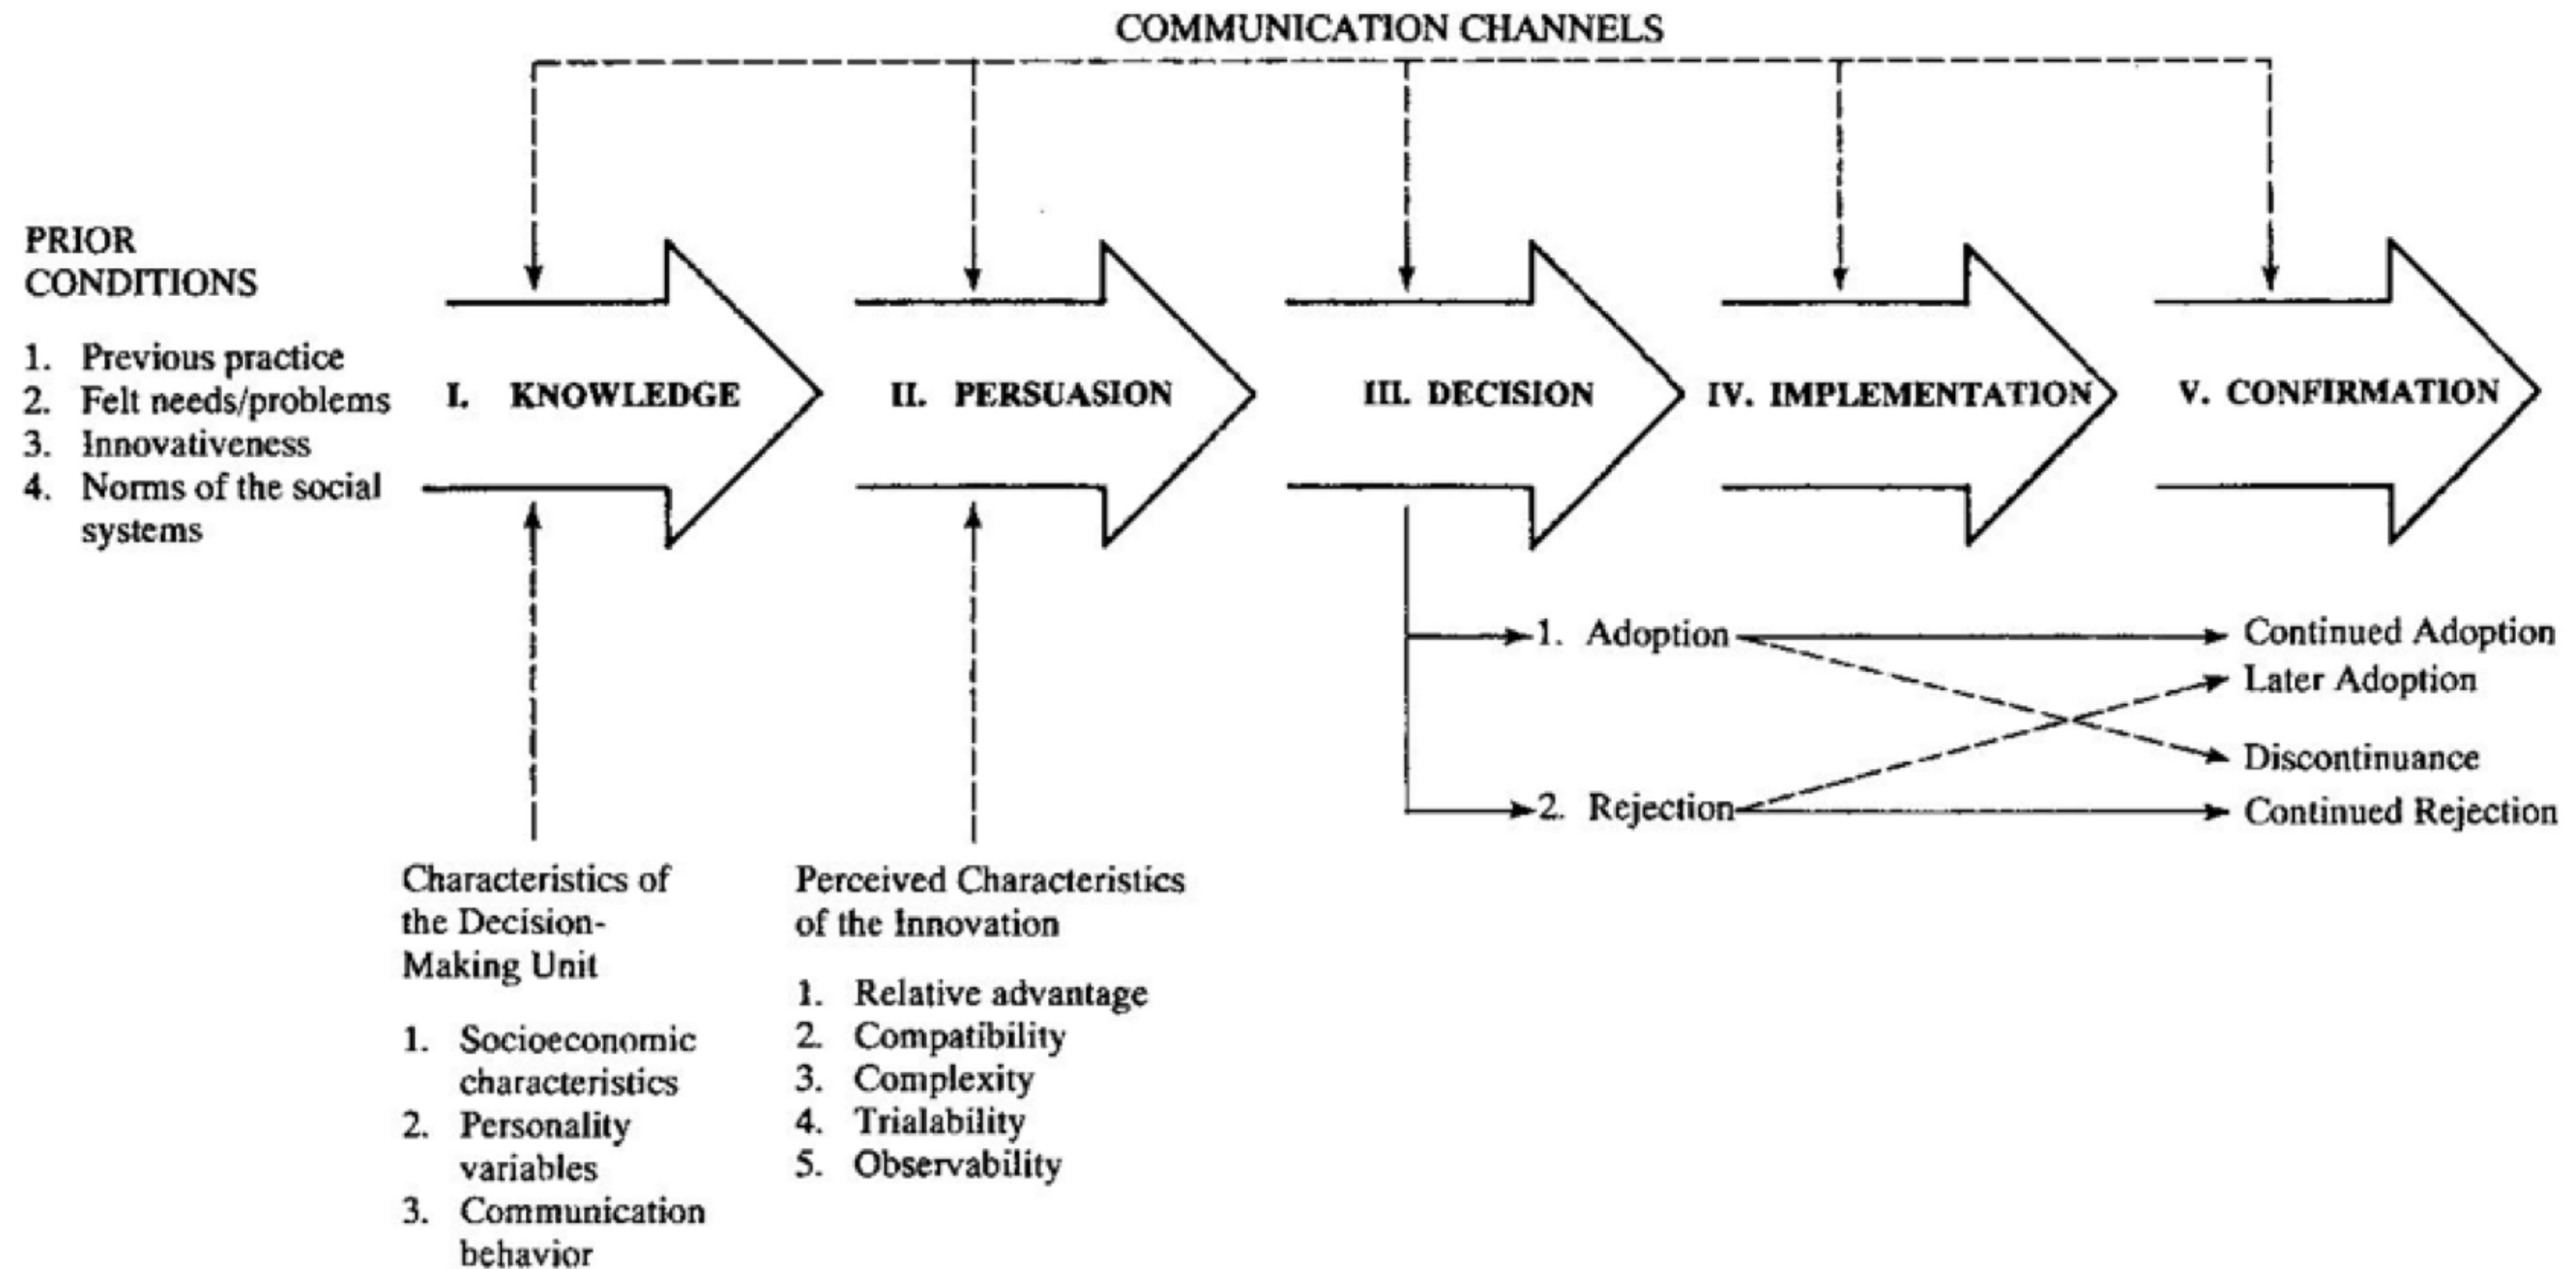 COMMUNICATION CHANNELS
PRIOR
CONDITIONS
1. Previous practice
2. Felt needs/problems
3. Innovativeness
4. Norms of the social
systems
I. KNOWLEDGE
II. PERSUASION
III. DECISION
IV. IMPLEMENTATION
V. CONFIRMATION
1. Adoption
2. Rejection
Continued Adoption
Later Adoption
Discontinuance
Continued Rejection
Characteristics of
the Decision-
Making Unit
1. Socioeconomic
characteristics
2. Personality
variables
3. Communication
behavior
Perceived Characteristics
of the Innovation
1. Relative advantage
2. Compatibility
3. Complexity
4. Trialability
5. Observability